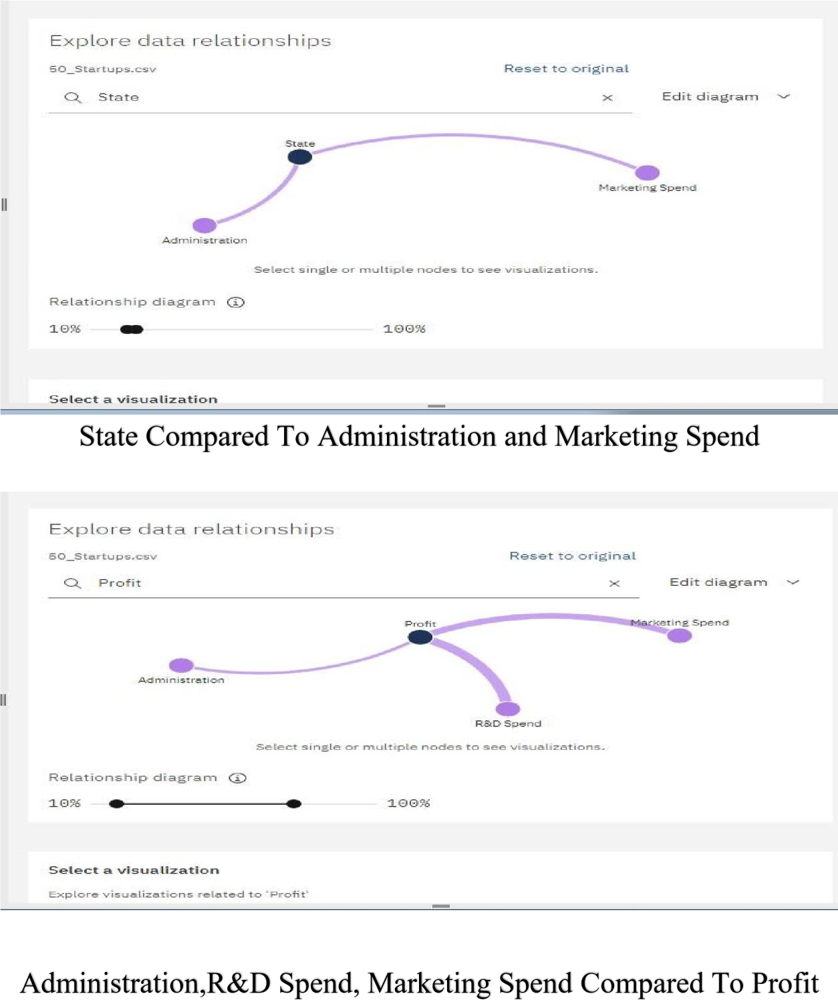 Explore data relationships
50_Startups.csv
Reset to original
State
×
Edit diagram
State
Marketing Spend
Administration
Select single or multiple nodes to see visualizations.
Relationship diagram
10%
100%
Select a visualization
State Compared To Administration and Marketing Spend
Explore data relationships
50_Startups.csv
Reset to original
Profit
×
Edit diagram
Profit
Marketing Spend
Administration
R&D Spend
Select single or multiple nodes to see visualizations.
Relationship diagram
10%
100%
Select a visualization
Explore visualizations related to 'Profit'
Administration,R&D Spend, Marketing Spend Compared To Profit